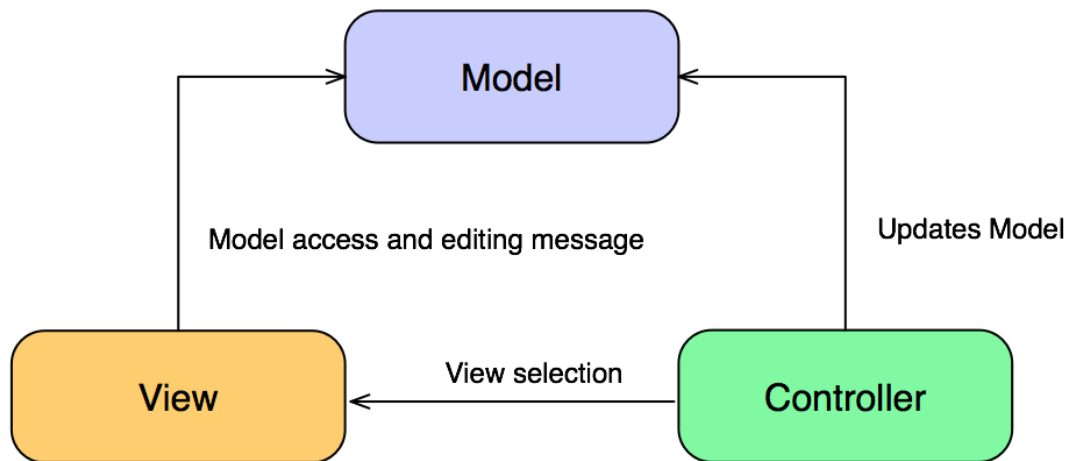 Model
Model access and editing message
Updates Model
View
View selection
Controller